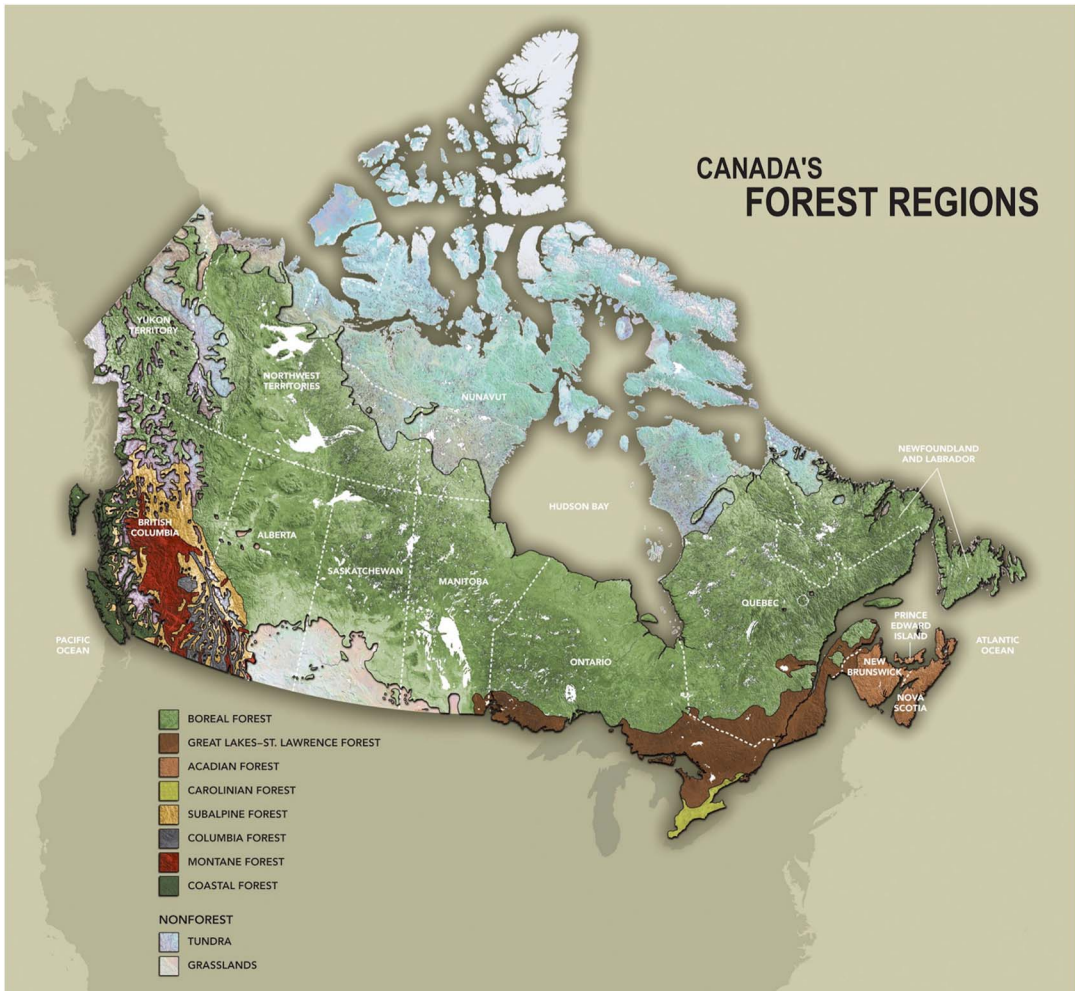 CANADA'S
FOREST REGIONS
YUKON
TERRITORY
NORTHWEST
TERRITORIES
NUNAVUT
NEWFOUNDLAND
AND LABRADOR
HUDSON BAY
BRITISH
COLUMBIA
ALBERTA
SASKATCHEWAN
MANITOBA
QUEBEC
PRINCE
EDWARD
ISLAND
PACIFIC
OCEAN
ATLANTIC
OCEAN
ONTARIO
NEW
BRUNSWICK
NOVA
SCOTIA
BOREAL FOREST
GREAT LAKES–ST. LAWRENCE FOREST
ACADIAN FOREST
CAROLINIAN FOREST
SUBALPINE FOREST
COLUMBIA FOREST
MONTANE FOREST
COASTAL FOREST
NONFOREST
TUNDRA
GRASSLANDS